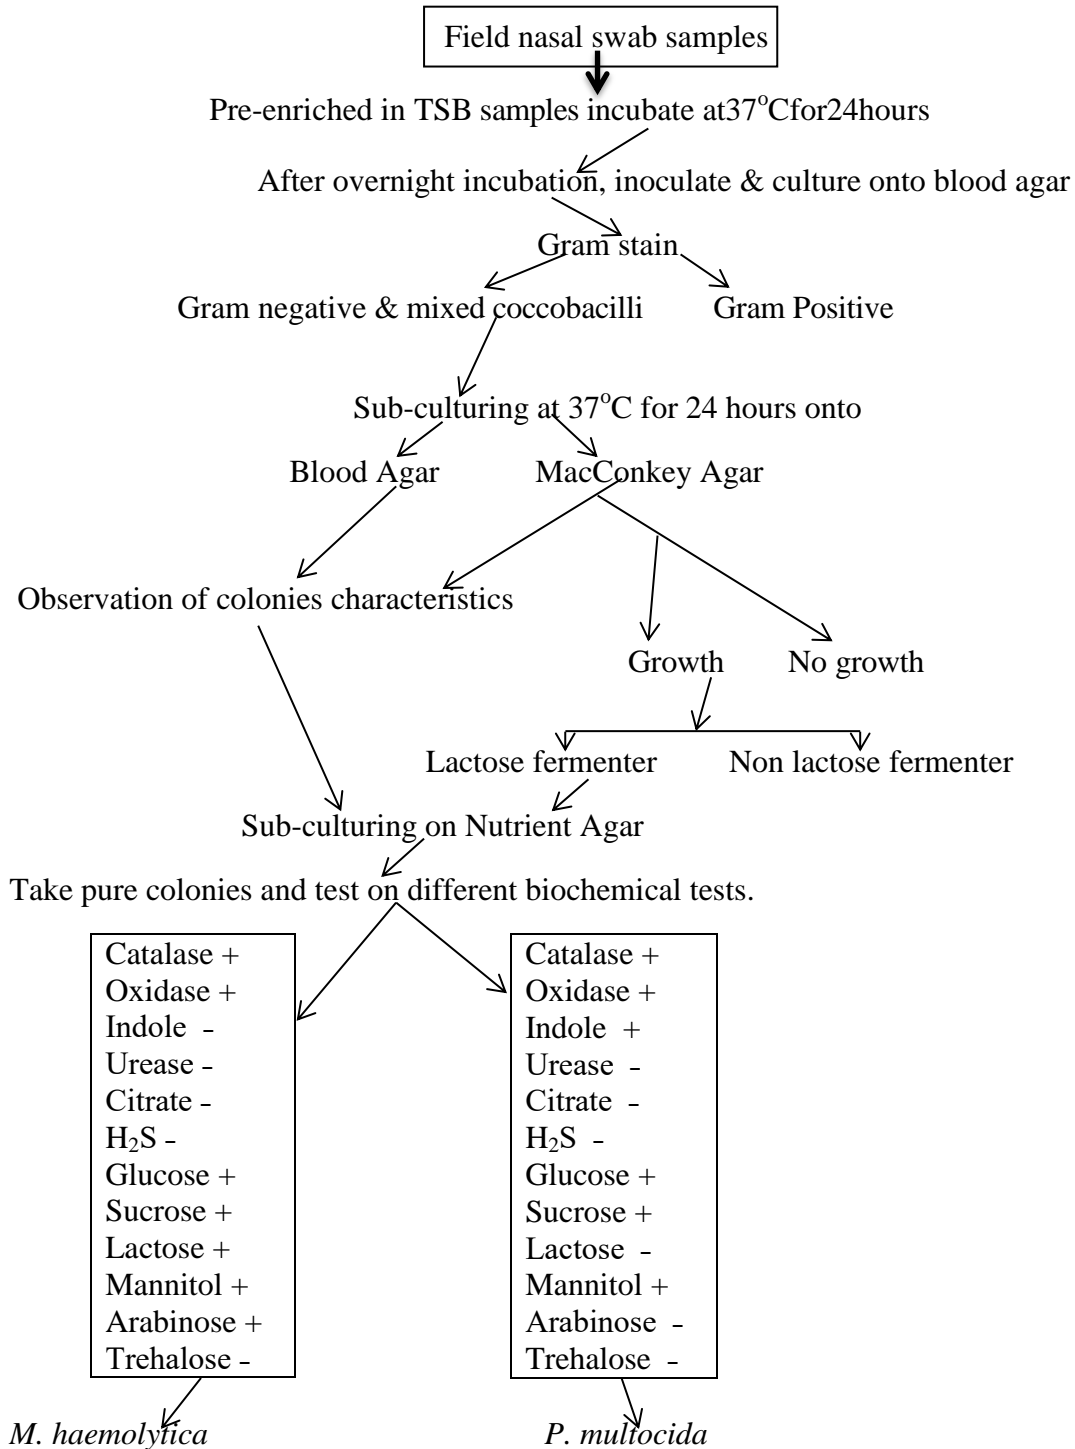 Field nasal swab samples
Pre-enriched in TSB samples incubate at37°Cfor24hours
After overnight incubation, inoculate & culture onto blood agar
Gram stain
Gram negative & mixed coccobacilli
Gram Positive
Sub-culturing at 37°C for 24 hours onto
Blood Agar
MacConkey Agar
Observation of colonies characteristics
Growth
No growth
Lactose fermenter
Non lactose fermenter
Sub-culturing on Nutrient Agar
Take pure colonies and test on different biochemical tests.
Catalase +
Oxidase +
Indole -
Urease -
Citrate -
H₂S -
Glucose +
Sucrose +
Lactose +
Mannitol +
Arabinose +
Trehalose -
Catalase +
Oxidase +
Indole +
Urease -
Citrate -
H₂S -
Glucose +
Sucrose +
Lactose -
Mannitol +
Arabinose -
Trehalose -
M. haemolytica
P. multocida